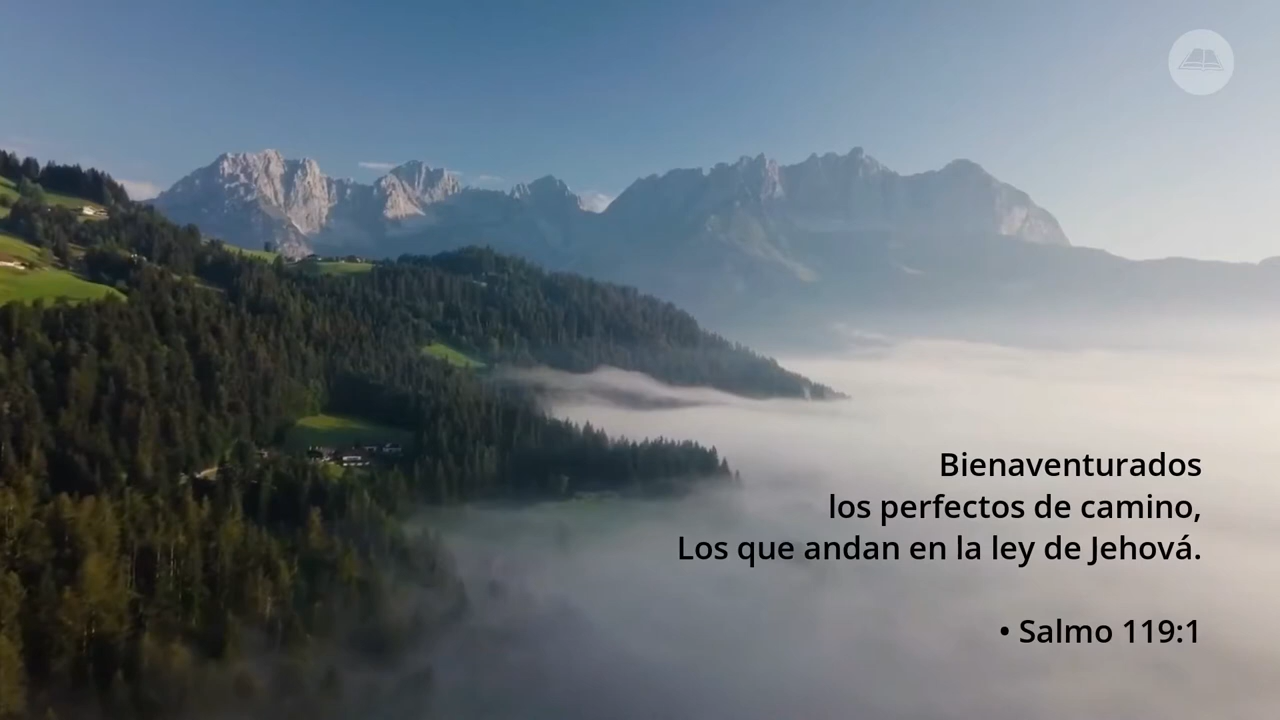 Bienaventurados
los perfectos de camino,
Los que andan en la ley de Jehová.
• Salmo 119:1